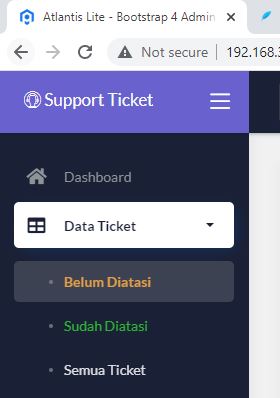 Atlantis Lite - Bootstrap 4 Admin
Not secure
192.168.
Support Ticket
Dashboard
Data Ticket
Belum Diatasi
Sudah Diatasi
Semua Ticket